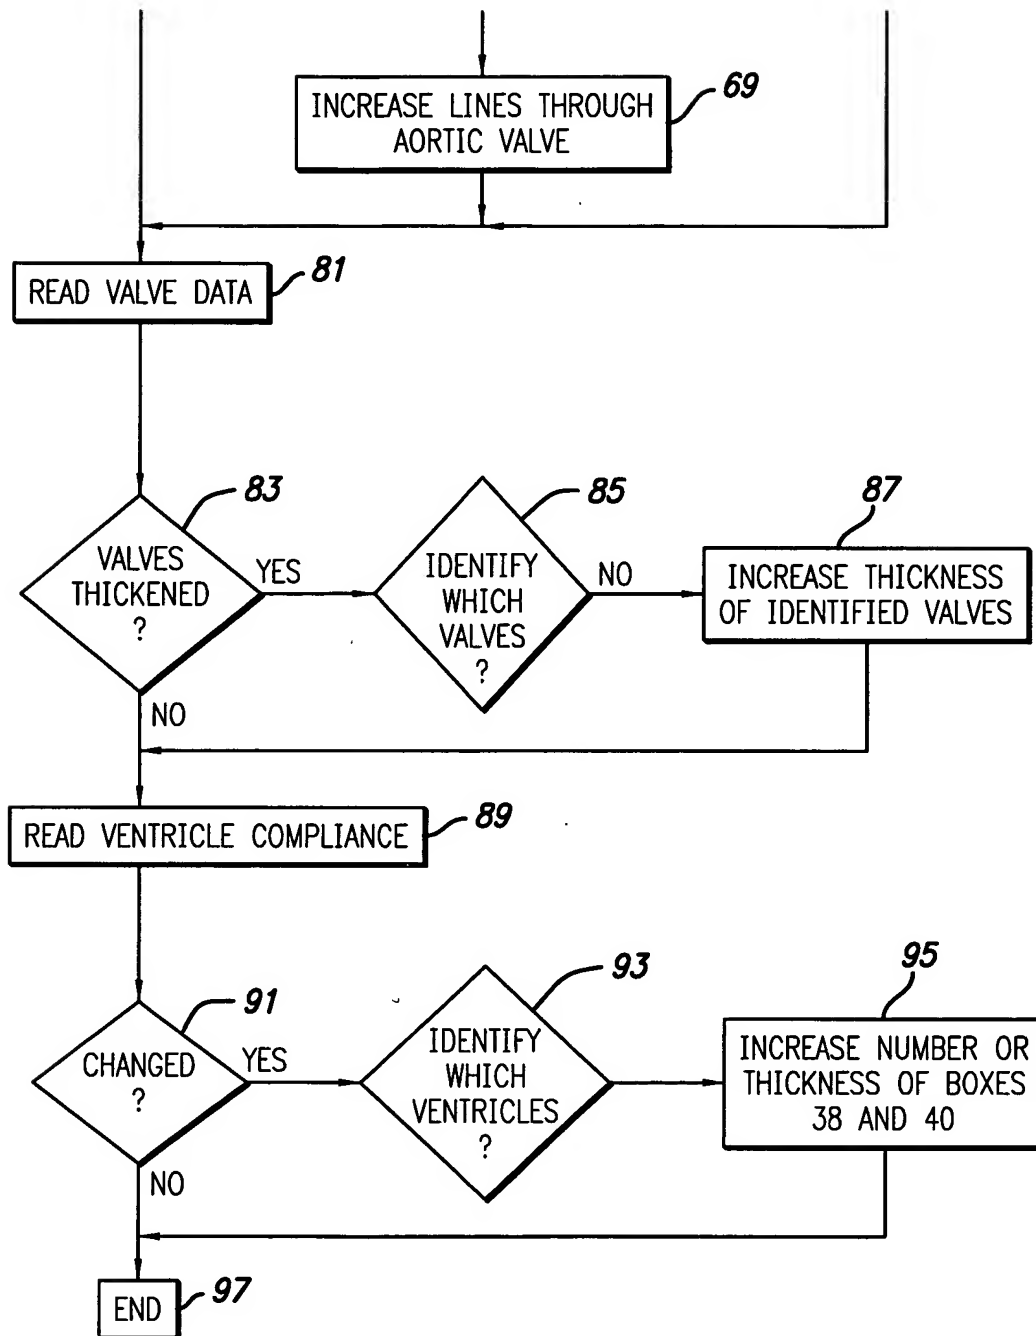 INCREASE LINES THROUGH
AORTIC VALVE
69
READ VALVE DATA
81
VALVES
THICKENED
?
83
YES
NO
IDENTIFY
WHICH
VALVES
?
85
NO
INCREASE THICKNESS
OF IDENTIFIED VALVES
87
READ VENTRICLE COMPLIANCE
89
CHANGED
?
91
YES
NO
IDENTIFY
WHICH
VENTRICLES
?
93
INCREASE NUMBER OR
THICKNESS OF BOXES
38 AND 40
95
END
97